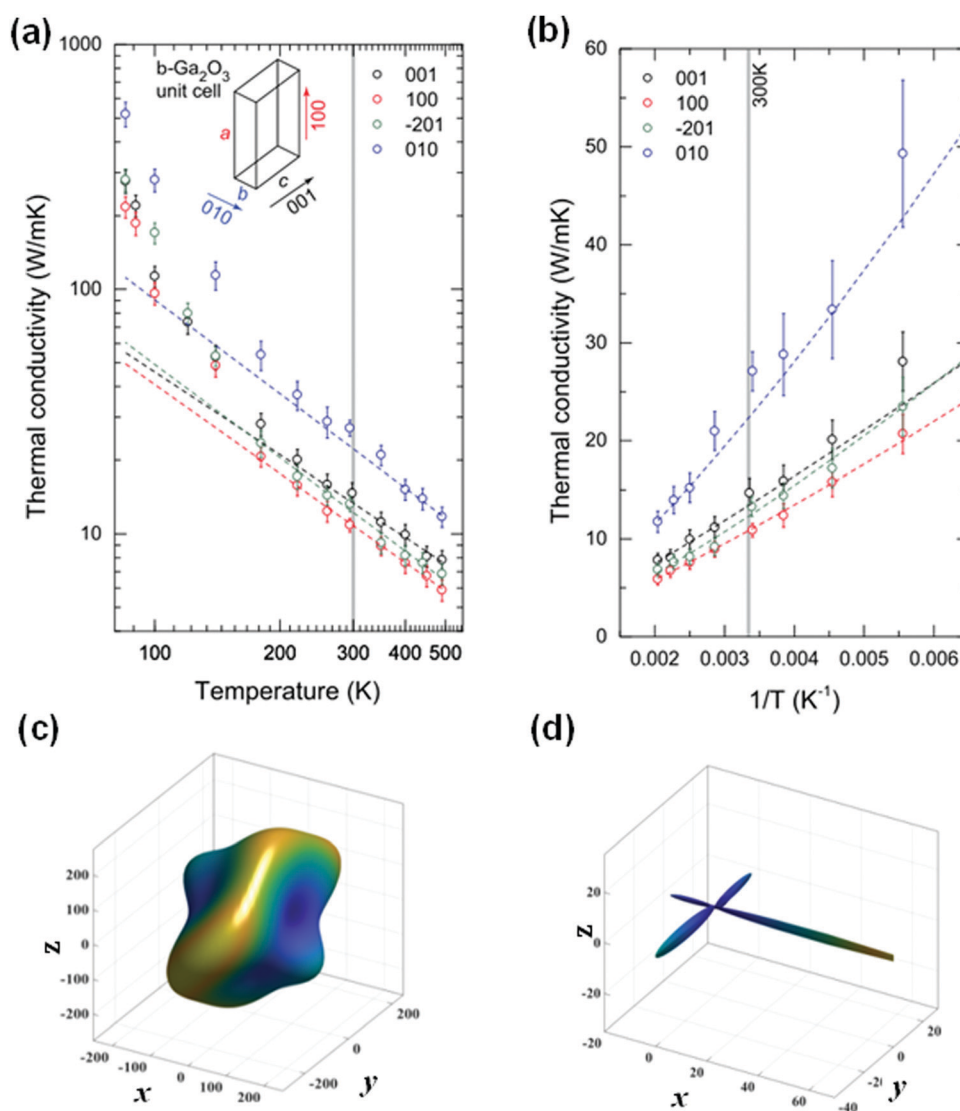 (a)
1000
100
10
Thermal conductivity (W/mK)
b-Ga₂O₃
unit cell
a
b
c
100
010
001
001
100
-201
010
100
200
300
400
500
Temperature (K)
(b)
60
50
40
30
20
10
0
Thermal conductivity (W/mK)
300K
001
100
-201
010
0.002
0.003
0.004
0.005
0.006
1/T (K⁻¹)
(c)
200
100
0
-100
-200
z
-200
-100
0
100
200
x
-200
0
200
y
(d)
20
0
-20
z
-20
0
20
40
60
x
-40
-2(
0
20
y